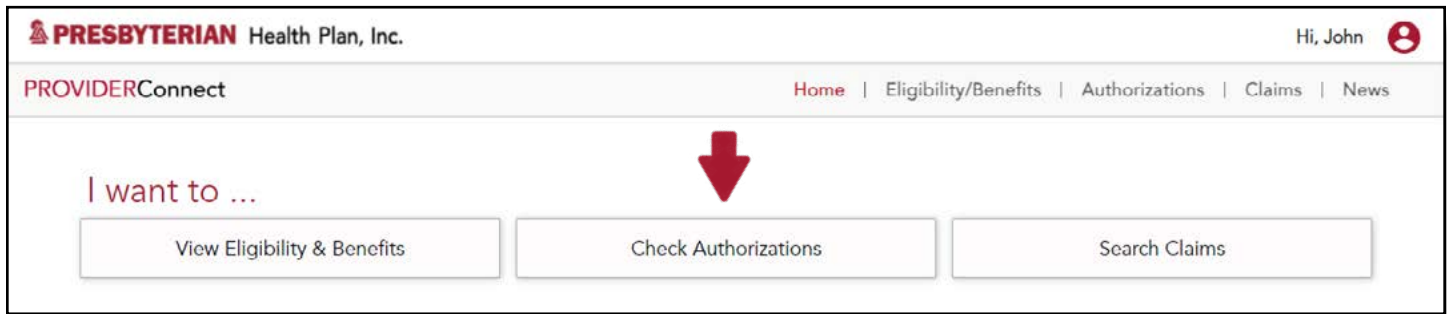 PRESBYTERIAN Health Plan, Inc.
Hi, John
PROVIDERConnect
Home | Eligibility/Benefits | Authorizations | Claims | News
I want to ...
View Eligibility & Benefits
Check Authorizations
Search Claims